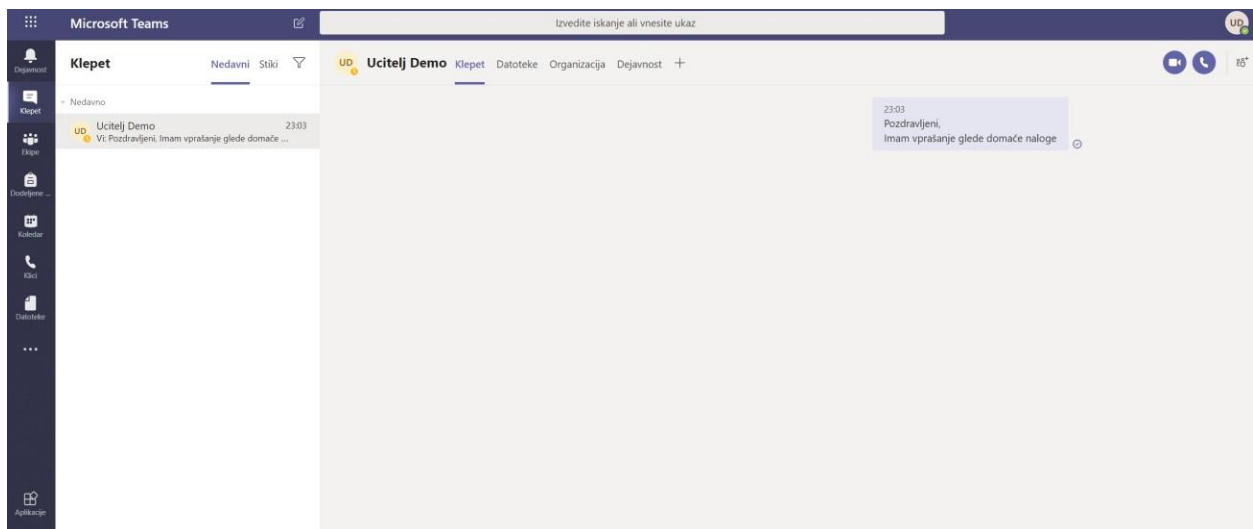 Microsoft Teams
Izvedite iskanje ali vnesite ukaz
UD
Dejavnost
Klepet
Ekipe
Dodeljene ...
Koledar
Klici
Datoteke
Aplikacije
Klepet
Nedavni
Stiki
Nedavno
UD
Ucitelj Demo
23:03
Vi: Pozdravljeni, Imam vprašanje glede domače ...
UD
Ucitelj Demo
Klepet
Datoteke
Organizacija
Dejavnost
23:03
Pozdravljeni,
Imam vprašanje glede domače naloge